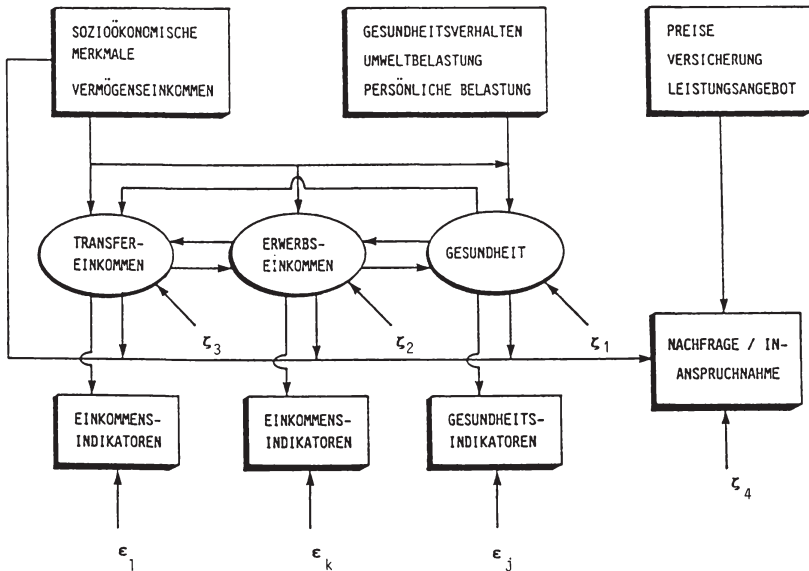 SOZIOÖKONOMISCHE
MERKMALE
VERMÖGENSEINKOMMEN
GESUNDHEITSVERHALTEN
UMWELTBELASTUNG
PERSÖNLICHE BELASTUNG
PREISE
VERSICHERUNG
LEISTUNGSANGEBOT
TRANSFER-
EINKOMMEN
ERWERBS-
EINKOMMEN
GESUNDHEIT
ζ3
ζ2
ζ1
NACHFRAGE / IN-
ANSPRUCHNAHME
EINKOMMENS-
INDIKATOREN
EINKOMMENS-
INDIKATOREN
GESUNDHEITS-
INDIKATOREN
ζ4
ε1
εk
εj